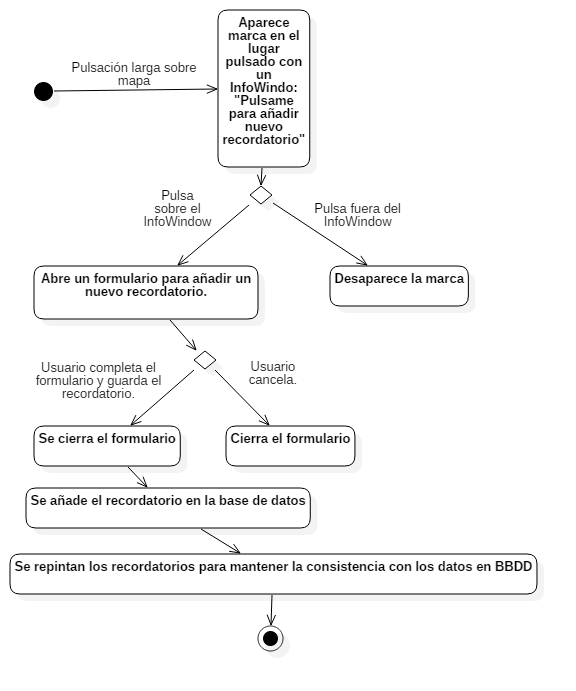 Aparece
marca en el
lugar
pulsado con
un
InfoWindo:
"Pulsame
para añadir
nuevo
recordatorio"
Pulsación larga sobre
mapa
Pulsa
sobre el
InfoWindow
Pulsa fuera del
InfoWindow
Abre un formulario para añadir un
nuevo recordatorio.
Desaparece la marca
Usuario completa el
formulario y guarda el
recordatorio.
Usuario
cancela.
Se cierra el formulario
Cierra el formulario
Se añade el recordatorio en la base de datos
Se repintan los recordatorios para mantener la consistencia con los datos en BBDD